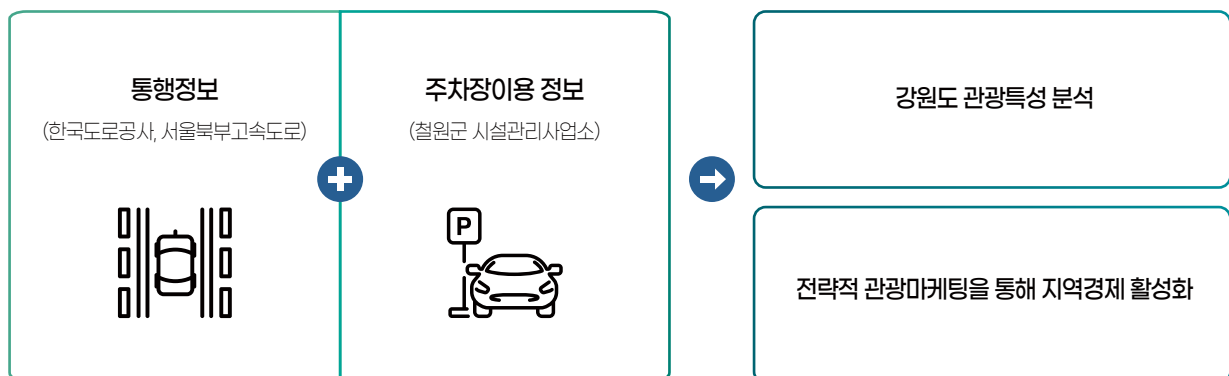 통행정보
(한국도로공사, 서울북부고속도로)
주차장이용 정보
(철원군 시설관리사업소)
P
강원도 관광특성 분석
전략적 관광마케팅을 통해 지역경제 활성화